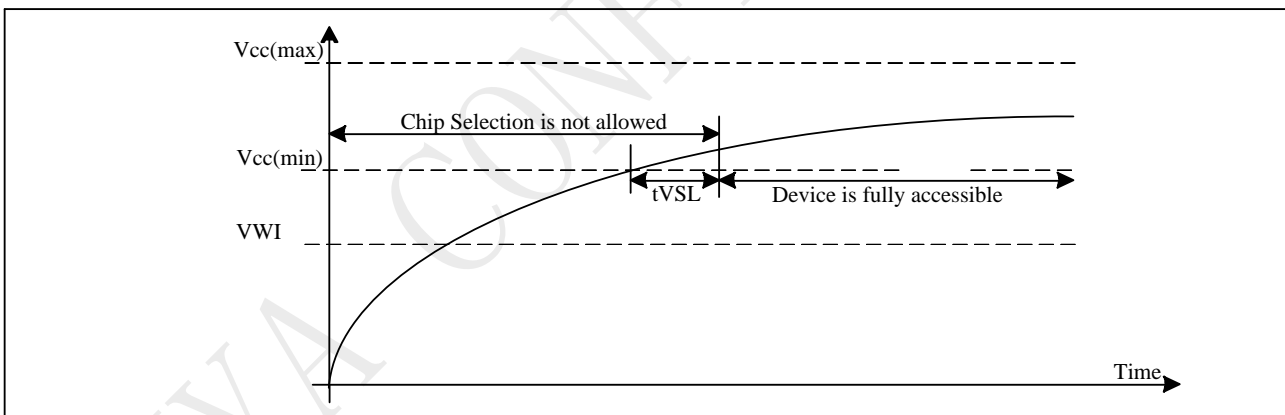 Vcc(max)
Chip Selection is not allowed
Vcc(min)
tVSL
Device is fully accessible
VWI
Time